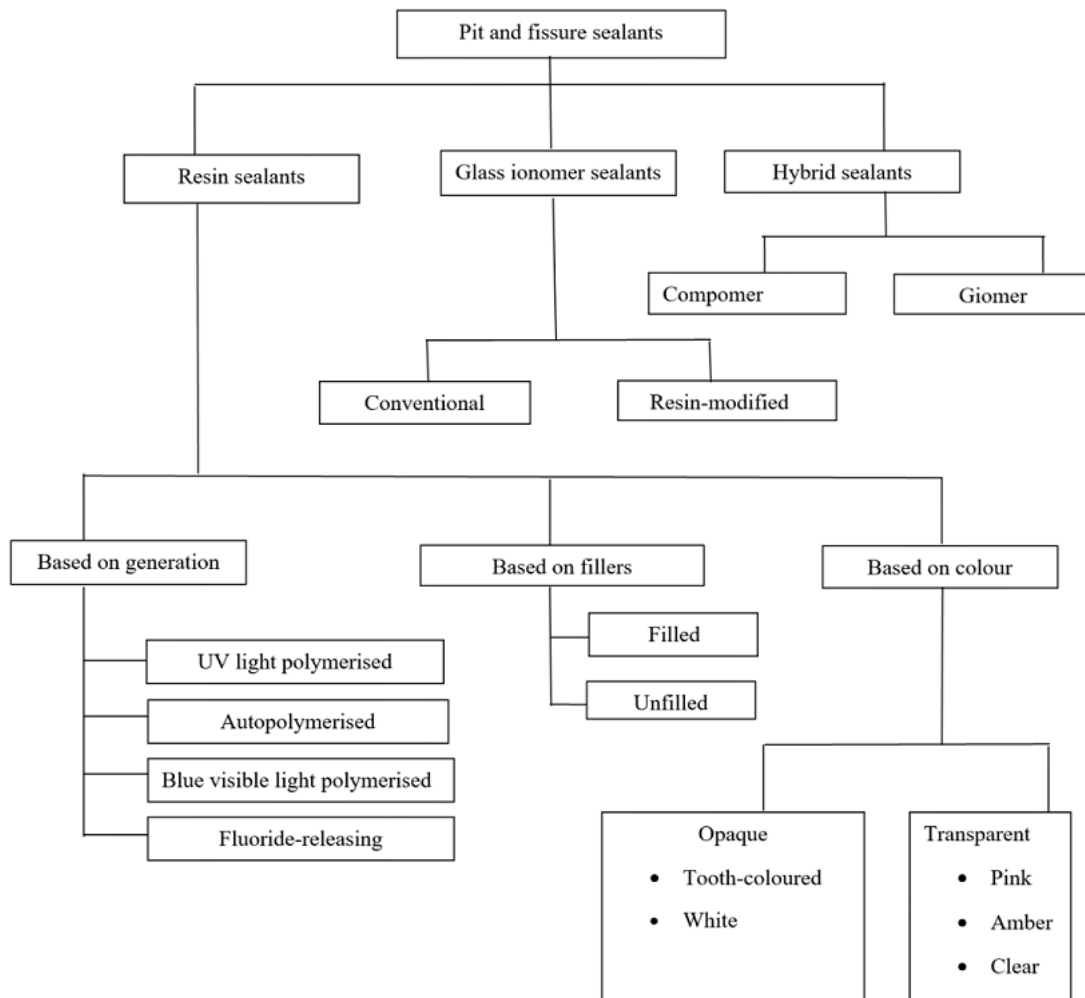 Pit and fissure sealants
Resin sealants
Glass ionomer sealants
Hybrid sealants
Compomer
Giomer
Conventional
Resin-modified
Based on generation
Based on fillers
Based on colour
UV light polymerised
Autopolymerised
Blue visible light polymerised
Fluoride-releasing
Filled
Unfilled
Opaque
• Tooth-coloured
• White
Transparent
• Pink
• Amber
• Clear